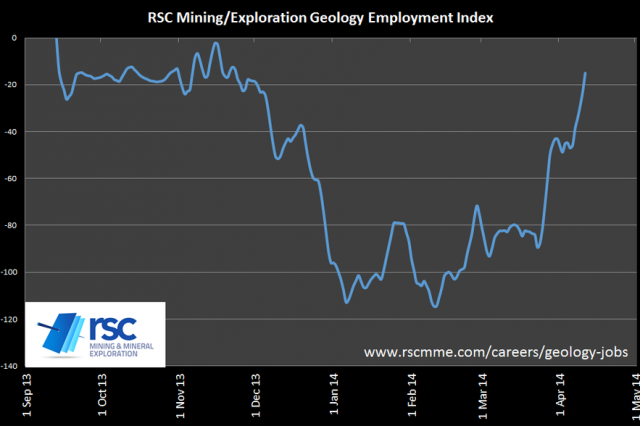 RSC Mining/Exploration Geology Employment Index
0
-20
-40
-60
-80
-100
-120
-140
rsc
MINING & MINERAL
EXPLORATION
www.rscmme.com/careers/geology-jobs
1 Sep 13
1 Oct 13
1 Nov 13
1 Dec 13
1 Jan 14
1 Feb 14
1 Mar 14
1 Apr 14
1 May 14